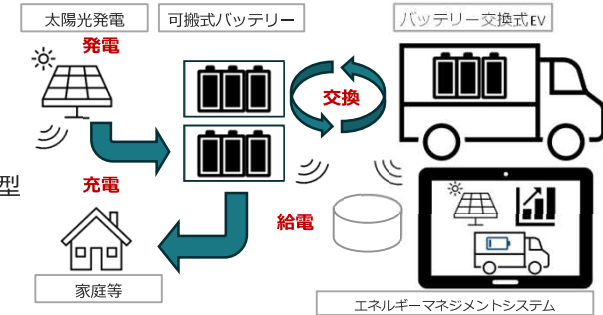 太陽光発電
可搬式バッテリー
バッテリー交換式EV
発電
交換
型
充電
給電
家庭等
エネルギーマネジメントシステム